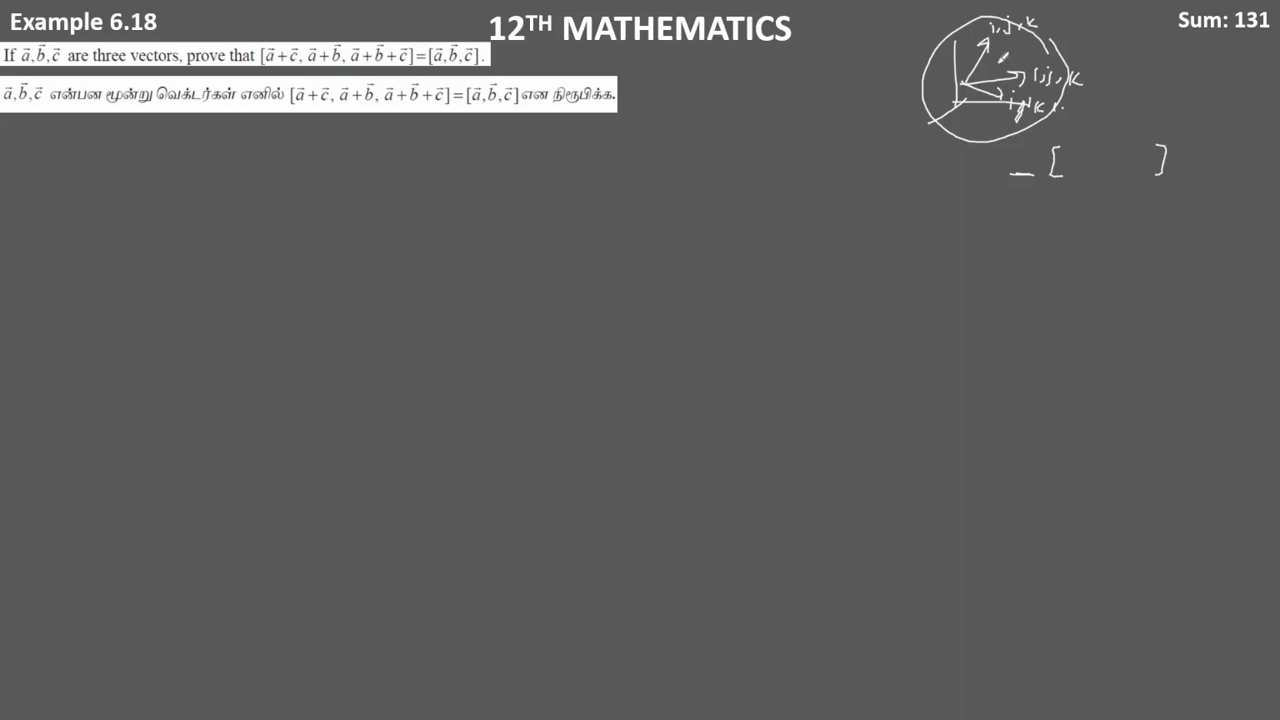 Example 6.18
12TH MATHEMATICS
Sum: 131
If a⃗, b⃗, c⃗ are three vectors, prove that [a⃗ + c⃗, a⃗ + b⃗, a⃗ + b⃗ + c⃗] = [a⃗, b⃗, c⃗].
a⃗, b⃗, c⃗ என்பன மூன்று வெக்டர்கள் எனில் [a⃗ + c⃗, a⃗ + b⃗, a⃗ + b⃗ + c⃗] = [a⃗, b⃗, c⃗] என நிரூபிக்க.
i, j, k
i, j, k
[ ]